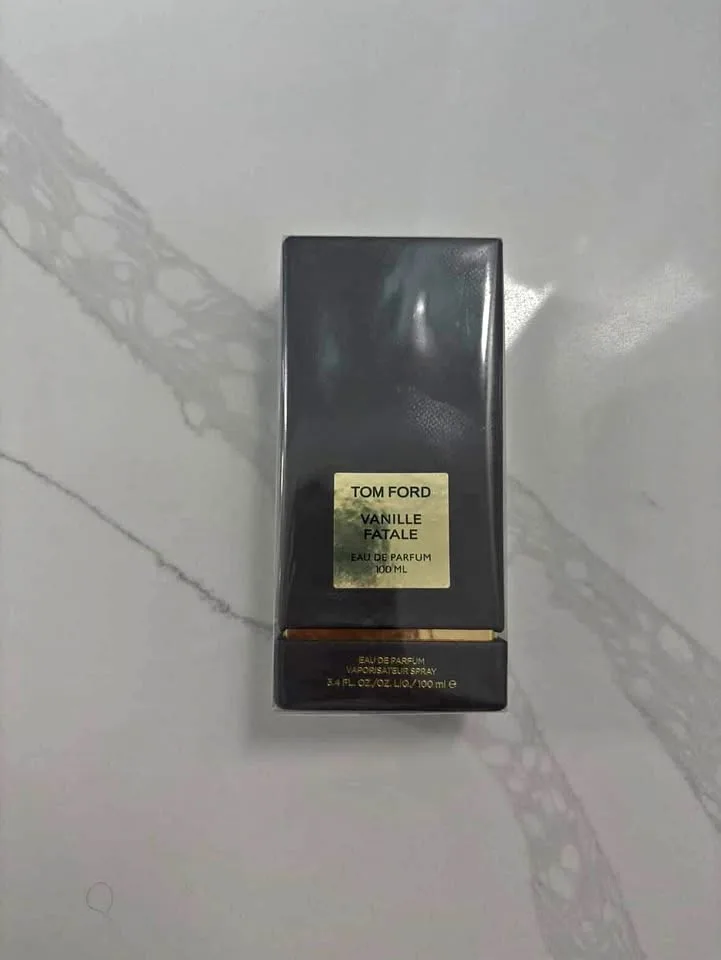 TOM FORD
VANILLE
FATALE
EAU DE PARFUM
100 ML
EAU DE PARFUM
VAPORISATEUR SPRAY
3.4 FL. OZ./OZ. LIQ./100 ml ℮